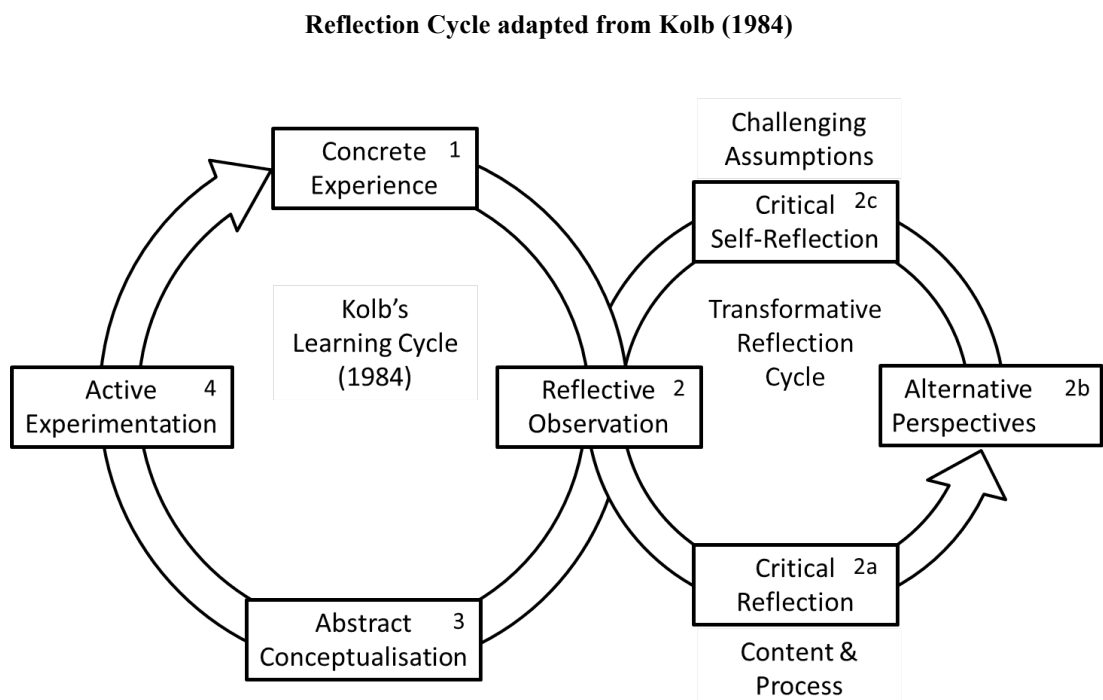 Reflection Cycle adapted from Kolb (1984)
Concrete 1
Experience
Challenging
Assumptions
Critical 2c
Self-Reflection
Kolb's
Learning Cycle
(1984)
Transformative
Reflection
Cycle
Active 4
Experimentation
Reflective 2
Observation
Alternative 2b
Perspectives
Abstract 3
Conceptualisation
Critical 2a
Reflection
Content &
Process